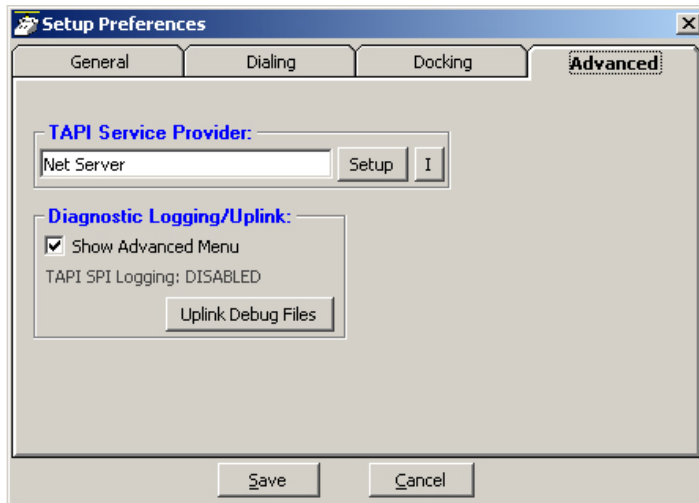 Setup Preferences
General Dialing Docking Advanced
TAPI Service Provider:
Net Server Setup I
Diagnostic Logging/Uplink:
Show Advanced Menu
TAPI SPI Logging: DISABLED
Uplink Debug Files
Save Cancel